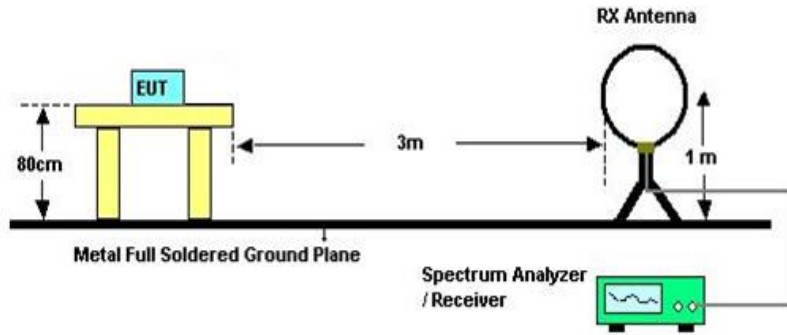 RX Antenna
EUT
80cm
3m
1 m
Metal Full Soldered Ground Plane
Spectrum Analyzer
/ Receiver